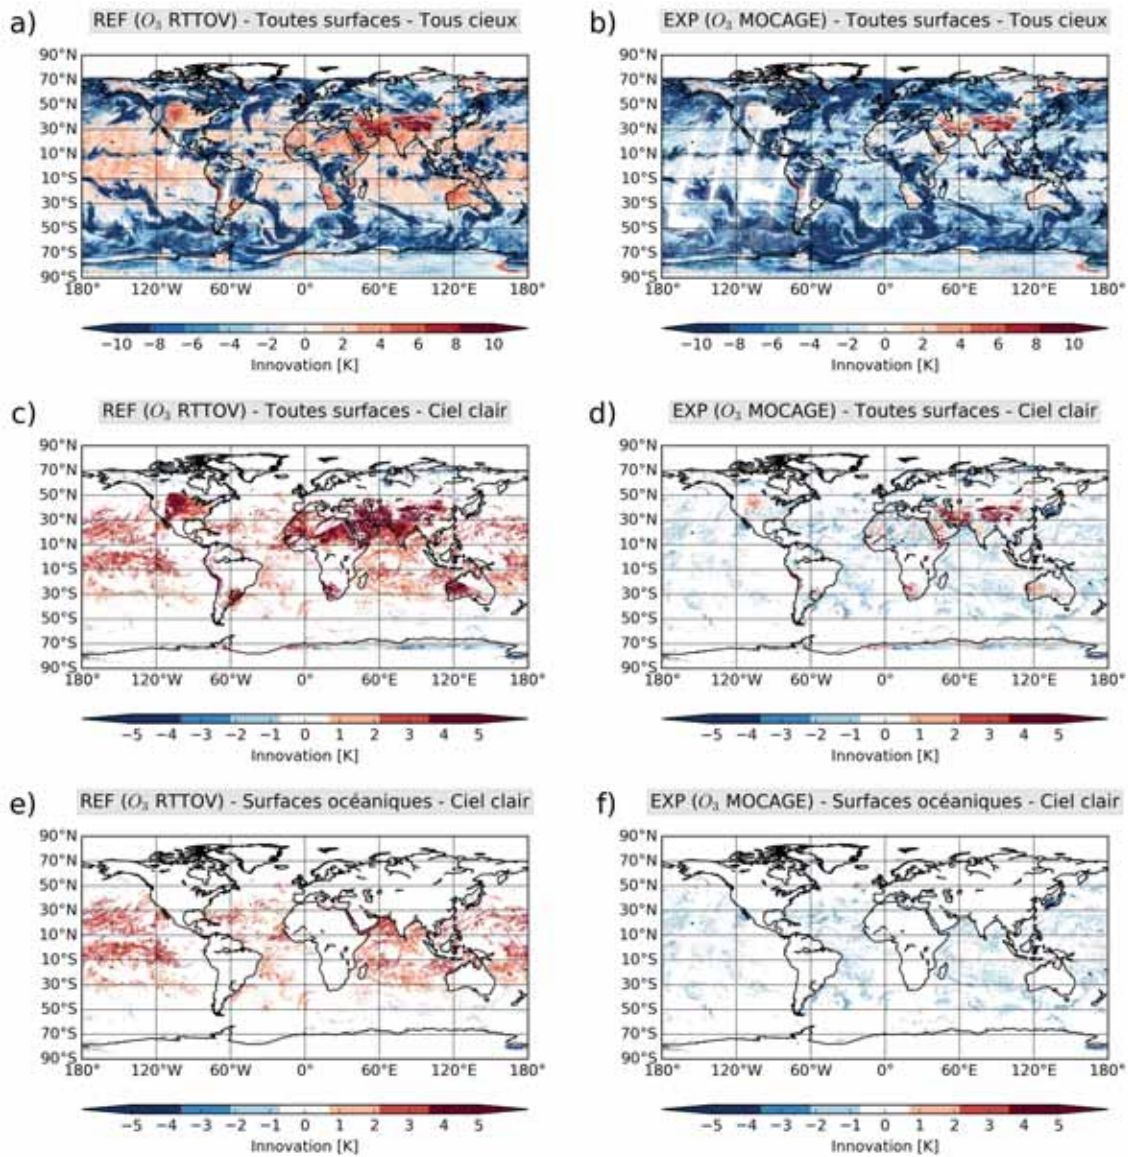 a) REF (O₃ RTTOV) - Toutes surfaces - Tous cieux
90°N
70°N
50°N
30°N
10°N
10°S
30°S
50°S
70°S
90°S
180° 120°W 60°W 0° 60°E 120°E 180°
−10 −8 −6 −4 −2 0 2 4 6 8 10
Innovation [K]
b) EXP (O₃ MOCAGE) - Toutes surfaces - Tous cieux
90°N
70°N
50°N
30°N
10°N
10°S
30°S
50°S
70°S
90°S
180° 120°W 60°W 0° 60°E 120°E 180°
−10 −8 −6 −4 −2 0 2 4 6 8 10
Innovation [K]
c) REF (O₃ RTTOV) - Toutes surfaces - Ciel clair
90°N
70°N
50°N
30°N
10°N
10°S
30°S
50°S
70°S
90°S
180° 120°W 60°W 0° 60°E 120°E 180°
−5 −4 −3 −2 −1 0 1 2 3 4 5
Innovation [K]
d) EXP (O₃ MOCAGE) - Toutes surfaces - Ciel clair
90°N
70°N
50°N
30°N
10°N
10°S
30°S
50°S
70°S
90°S
180° 120°W 60°W 0° 60°E 120°E 180°
−5 −4 −3 −2 −1 0 1 2 3 4 5
Innovation [K]
e) REF (O₃ RTTOV) - Surfaces océaniques - Ciel clair
90°N
70°N
50°N
30°N
10°N
10°S
30°S
50°S
70°S
90°S
180° 120°W 60°W 0° 60°E 120°E 180°
−5 −4 −3 −2 −1 0 1 2 3 4 5
Innovation [K]
f) EXP (O₃ MOCAGE) - Surfaces océaniques - Ciel clair
90°N
70°N
50°N
30°N
10°N
10°S
30°S
50°S
70°S
90°S
180° 120°W 60°W 0° 60°E 120°E 180°
−5 −4 −3 −2 −1 0 1 2 3 4 5
Innovation [K]